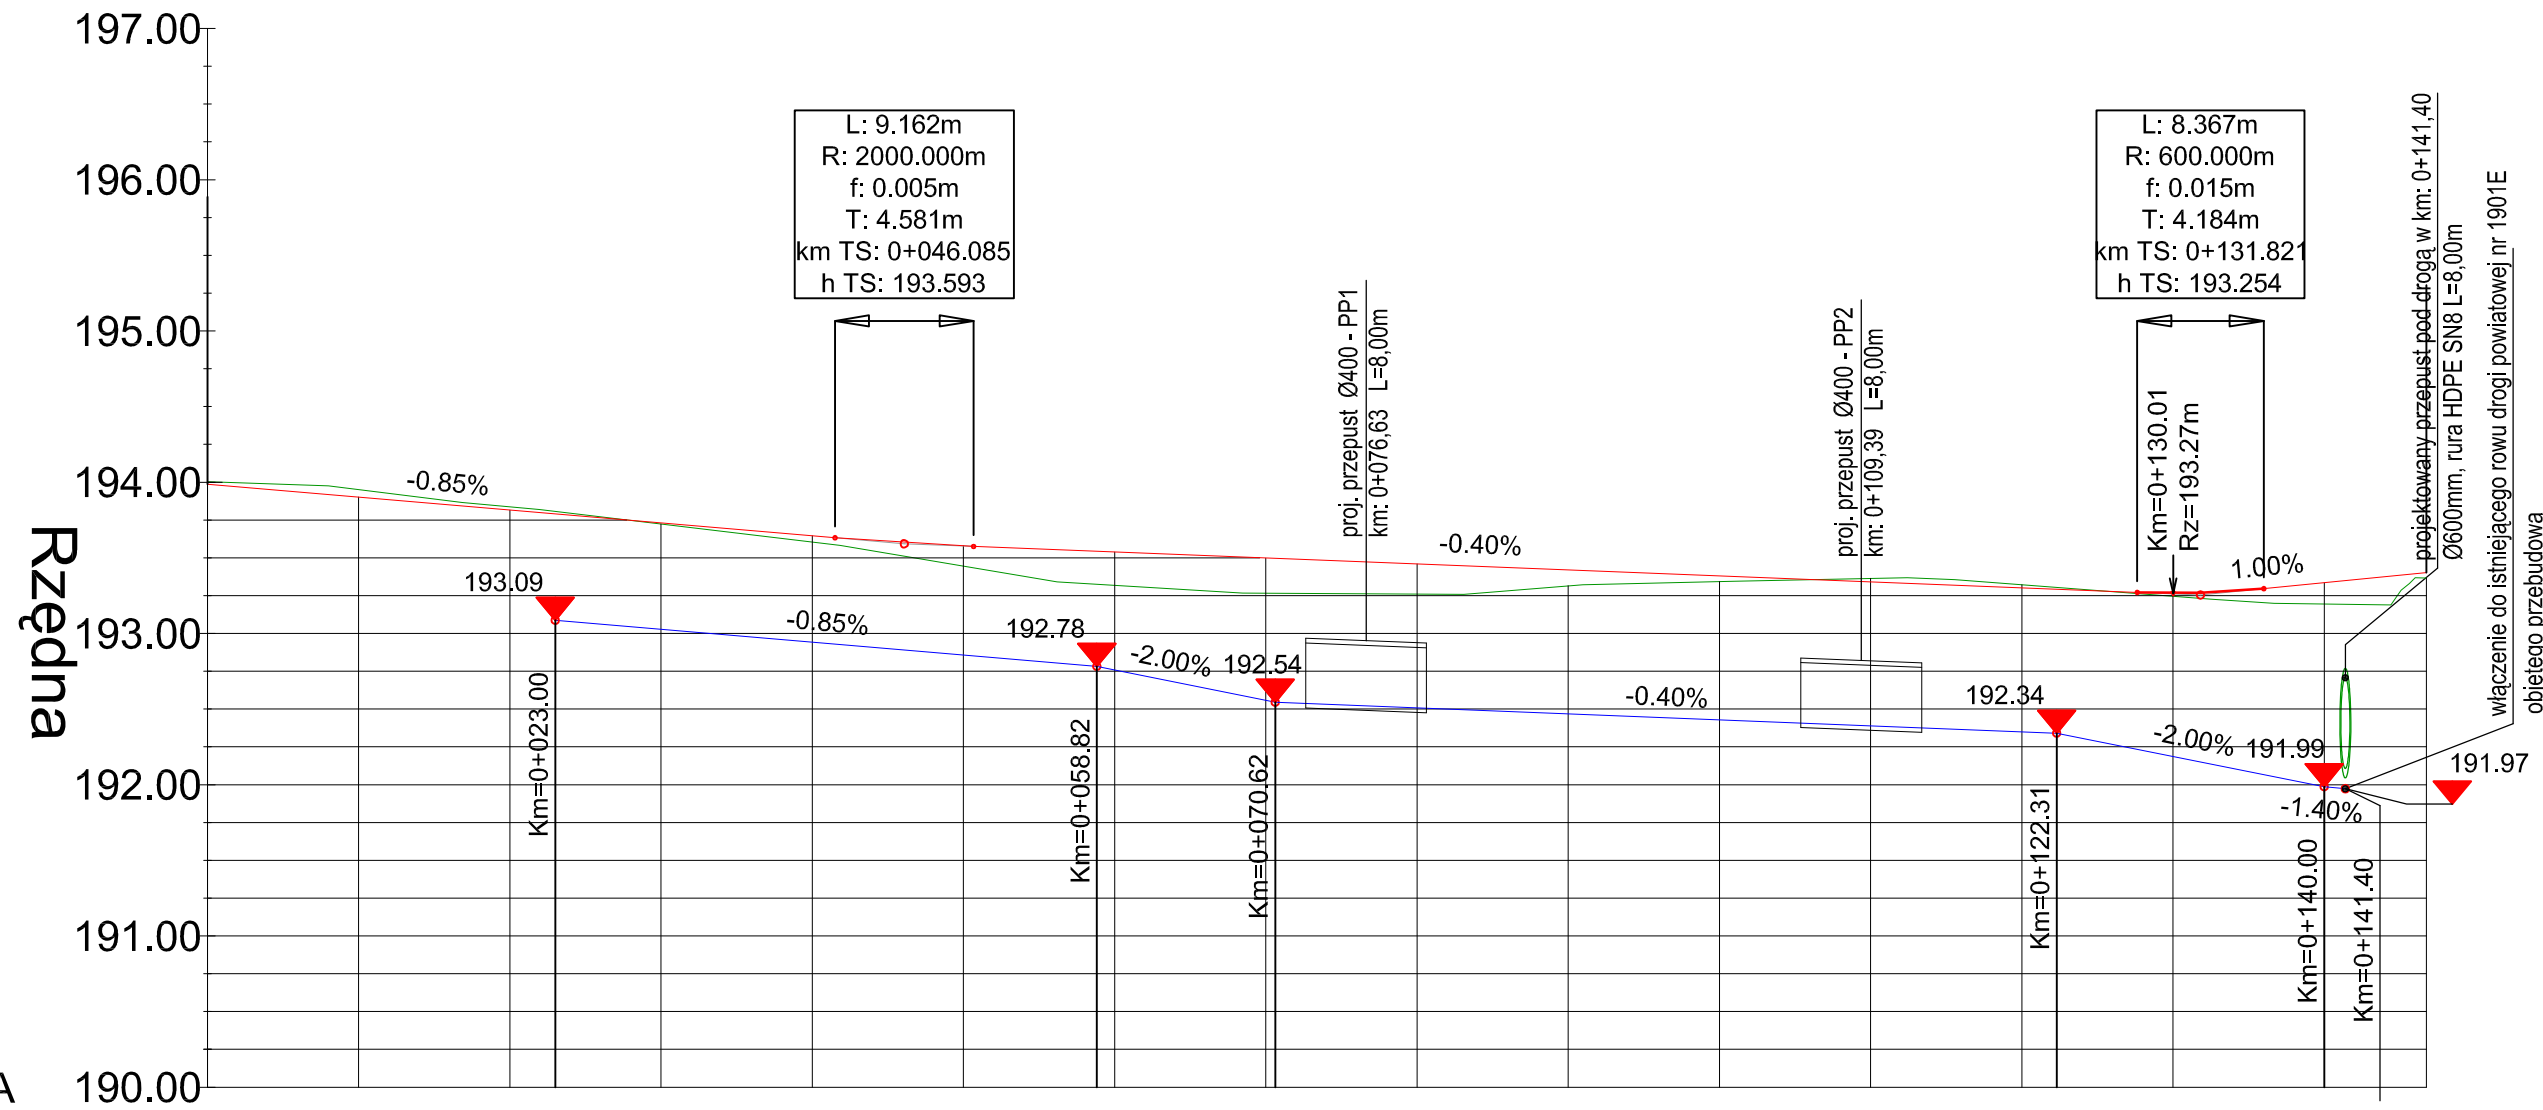 197.00
196.00
195.00
194.00
193.00
192.00
191.00
190.00
Rzędna
A
L: 9.162m
R: 2000.000m
f: 0.005m
T: 4.581m
km TS: 0+046.085
h TS: 193.593
L: 8.367m
R: 600.000m
f: 0.015m
T: 4.184m
km TS: 0+131.821
h TS: 193.254
proj. przepust Ø400 - PP1
km: 0+076,63 L=8,00m
proj. przepust Ø400 - PP2
km: 0+109,39 L=8,00m
Km=0+130.01
Rz=193.27m
projektowany przepust pod drogą w km: 0+141,40
Ø600mm, rura HDPE SN8 L=8,00m
włączenie do istniejącego rowu drogi powiatowej nr 1901E
objętego przebudową
-0.85%
-0.40%
1.00%
193.09
-0.85%
192.78
-2.00%
192.54
-0.40%
192.34
-2.00%
191.99
-1.40%
191.97
Km=0+023.00
Km=0+058.82
Km=0+070.62
Km=0+122.31
Km=0+140.00
Km=0+141.40